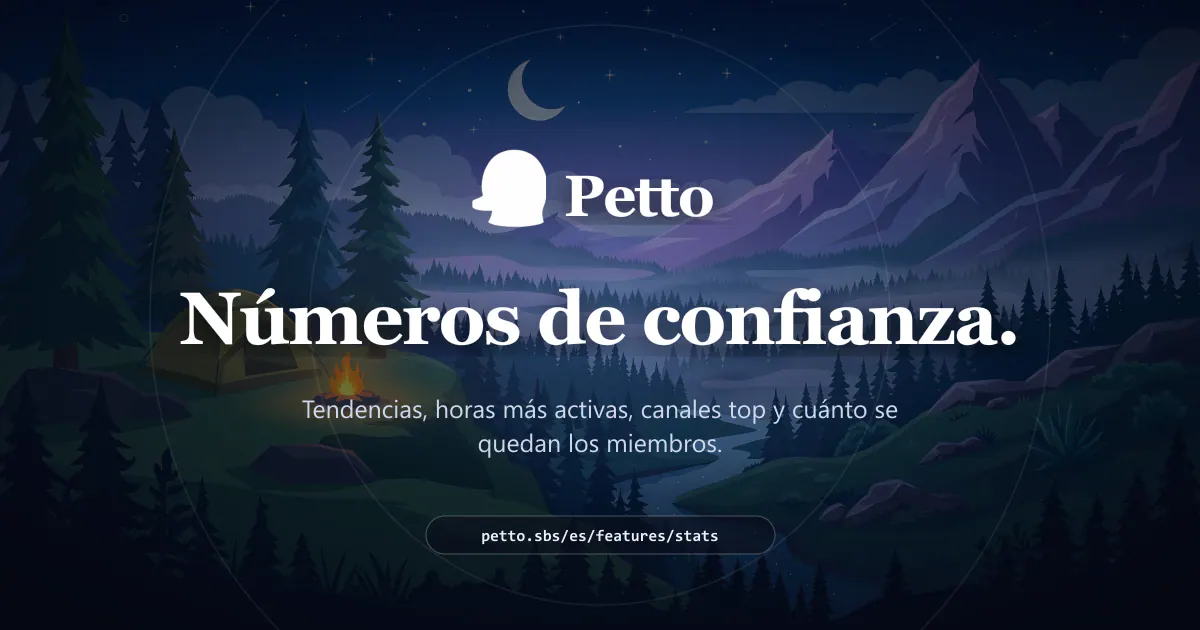 Petto
Números de confianza.
Tendencias, horas más activas, canales top y cuánto se
quedan los miembros.
petto.sbs/es/features/stats